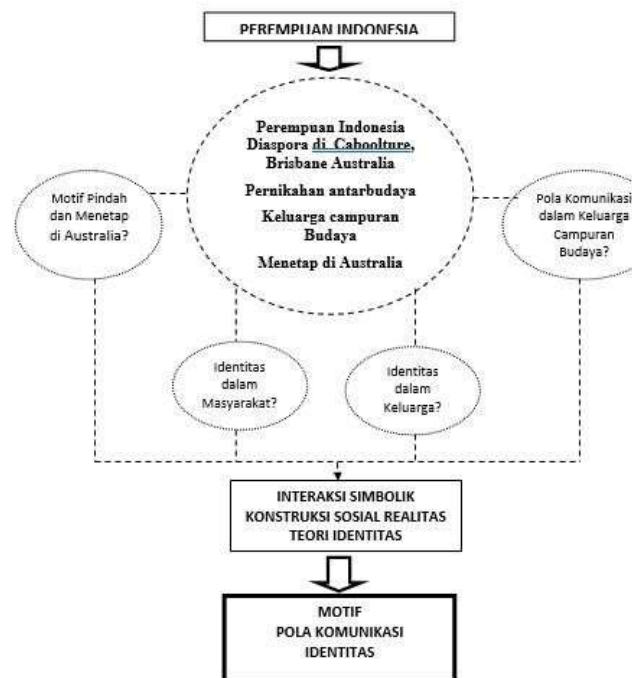 PEREMPUAN INDONESIA
Perempuan Indonesia
Diaspora di Caboolture,
Brisbane Australia
Pernikahan antarbudaya
Keluarga campuran
Budaya
Menetap di Australia
Motif Pindah
dan Menetap
di Australia?
Pola Komunikasi
dalam Keluarga
Campuran
Budaya?
Identitas
dalam
Masyarakat?
Identitas
dalam
Keluarga?
INTERAKSI SIMBOLIK
KONSTRUKSI SOSIAL REALITAS
TEORI IDENTITAS
MOTIF
POLA KOMUNIKASI
IDENTITAS